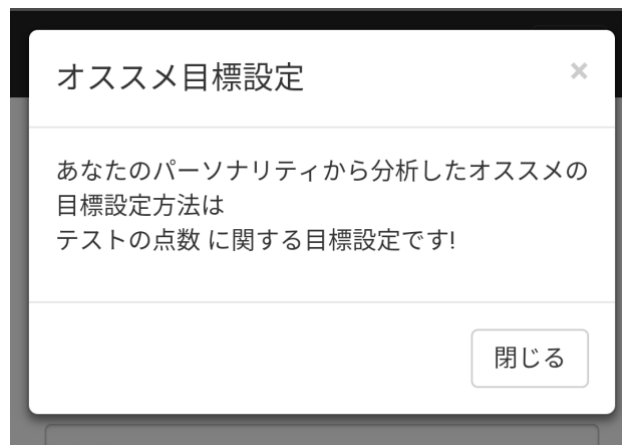 オススメ目標設定
×
あなたのパーソナリティから分析したオススメの
目標設定方法は
テストの点数 に関する目標設定です!
閉じる